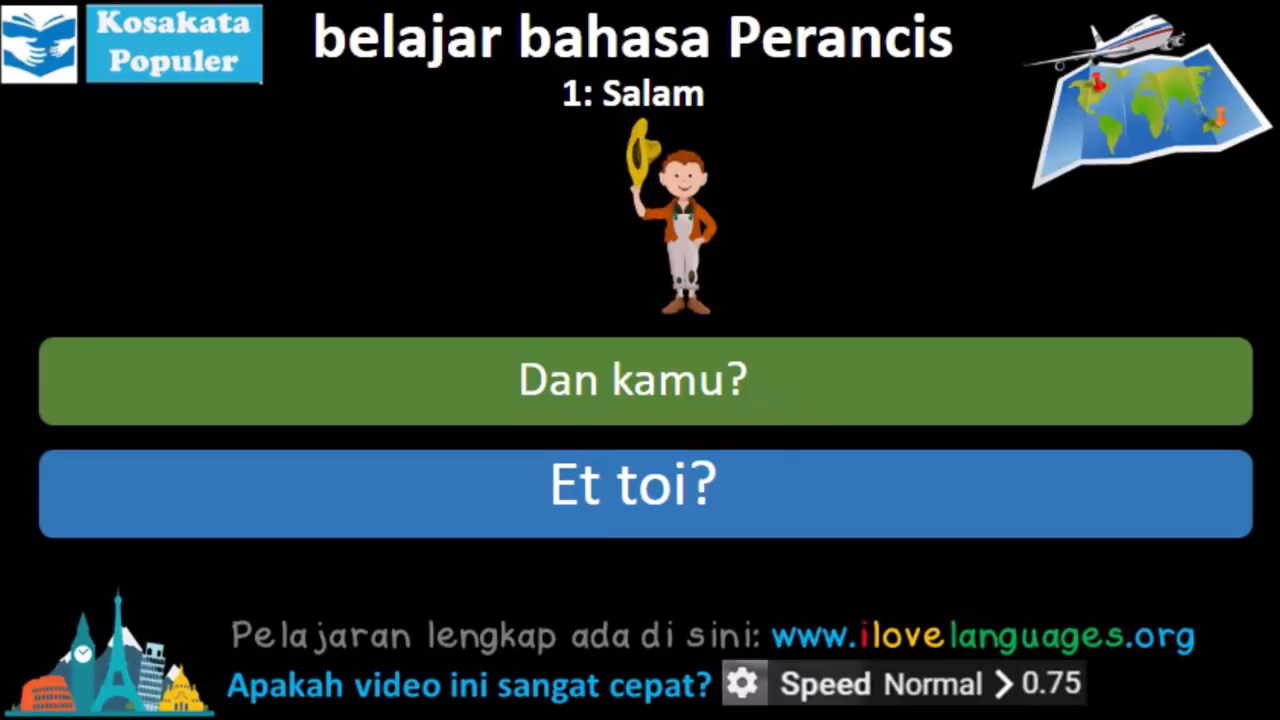 Kosakata
Populer
belajar bahasa Perancis
1: Salam
Dan kamu?
Et toi?
Pelajaran lengkap ada di sini: www.ilovelanguages.org
Apakah video ini sangat cepat? Speed Normal > 0.75